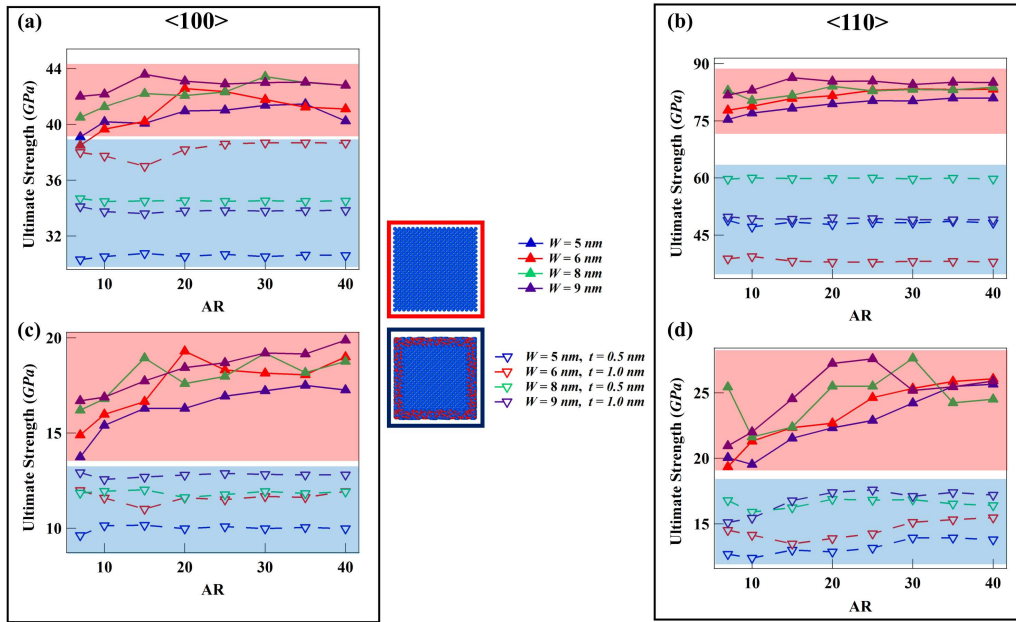 <100>
<110>
(a)
Ultimate Strength (GPa)
44
40
36
32
10
20
30
40
AR
(b)
Ultimate Strength (GPa)
90
75
60
45
10
20
30
40
AR
W = 5 nm
W = 6 nm
W = 8 nm
W = 9 nm
W = 5 nm, t = 0.5 nm
W = 6 nm, t = 1.0 nm
W = 8 nm, t = 0.5 nm
W = 9 nm, t = 1.0 nm
(c)
Ultimate Strength (GPa)
20
15
10
10
20
30
40
AR
(d)
Ultimate Strength (GPa)
25
20
15
10
20
30
40
AR